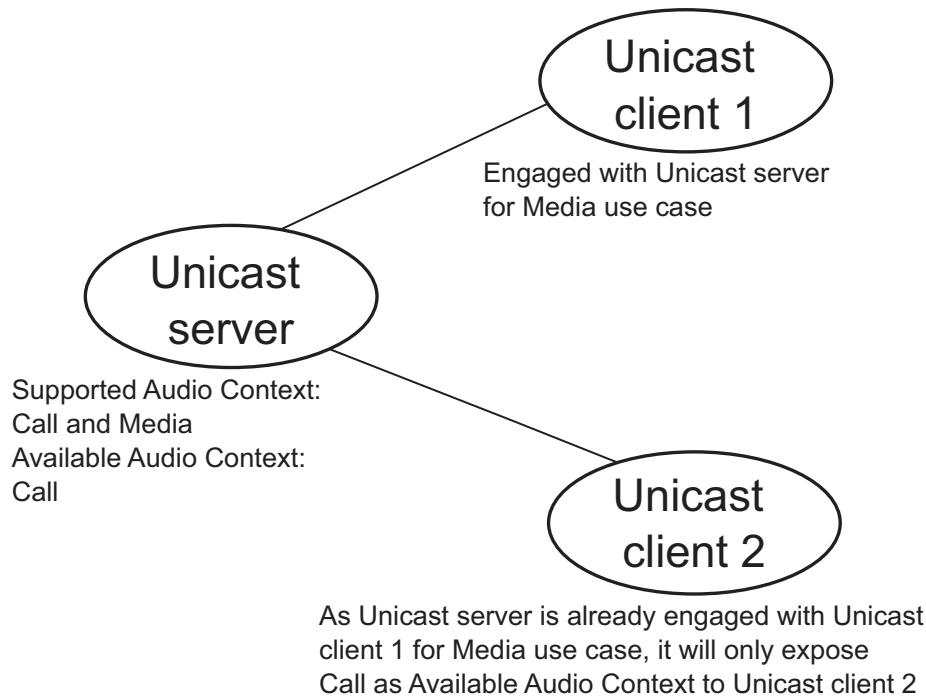 Unicast
client 1
Engaged with Unicast server
for Media use case
Unicast
server
Supported Audio Context:
Call and Media
Available Audio Context:
Call
Unicast
client 2
As Unicast server is already engaged with Unicast
client 1 for Media use case, it will only expose
Call as Available Audio Context to Unicast client 2